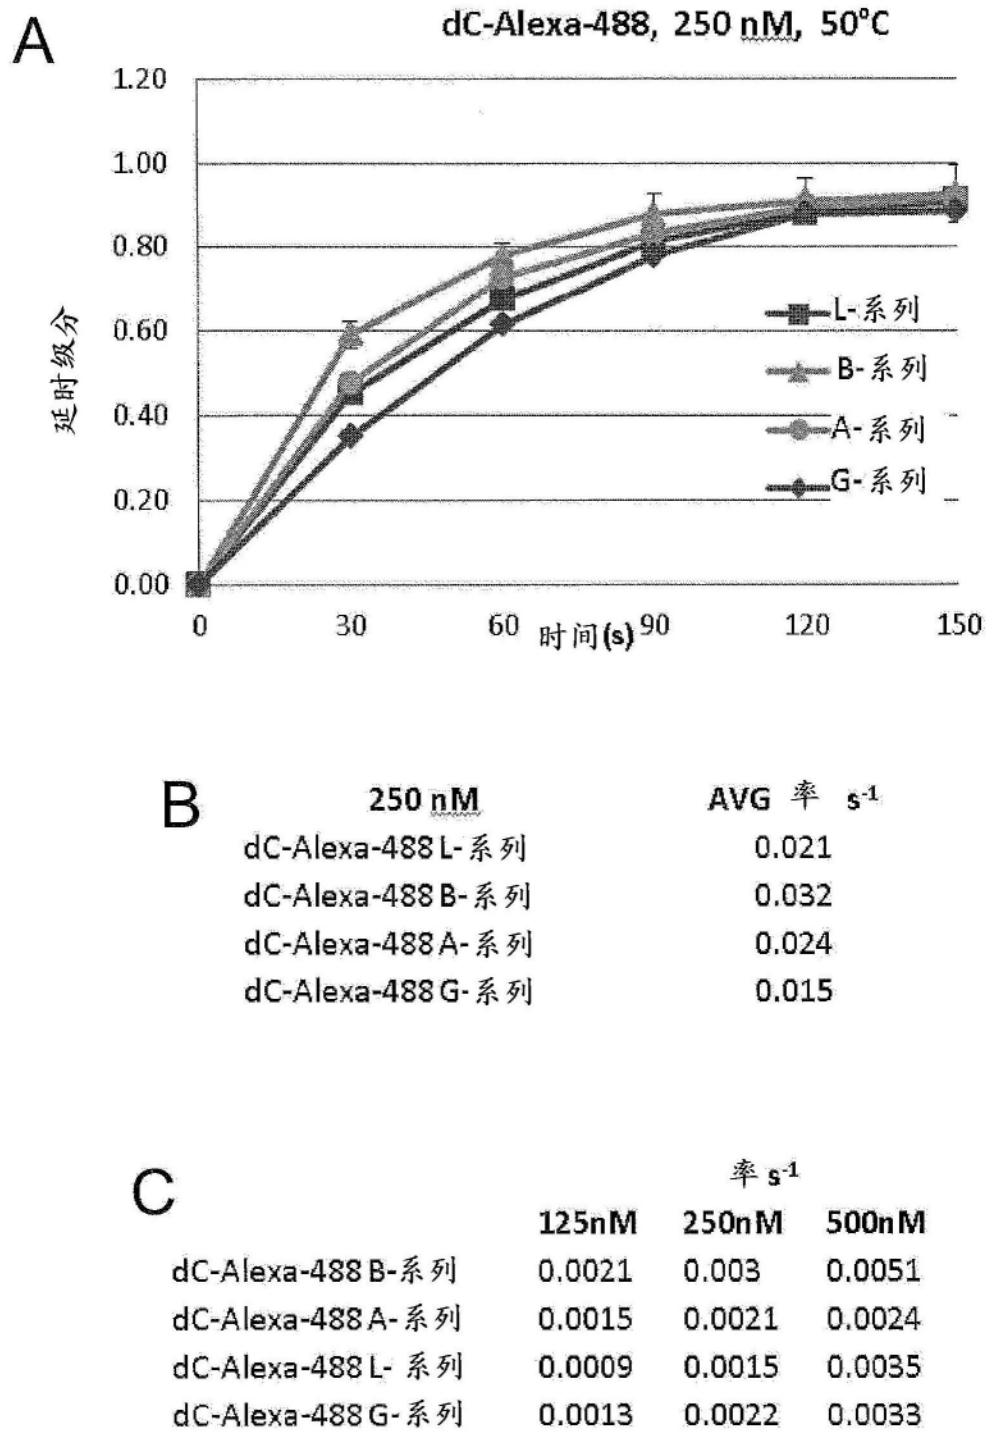 A
dC-Alexa-488, 250 nM, 50°C
1.20
1.00
0.80
0.60
0.40
0.20
0.00
延时级分
L-系列
B-系列
A-系列
G-系列
0 30 60 90 120 150
时间(s)
B
250 nM AVG 率 s-1
dC-Alexa-488 L-系列 0.021
dC-Alexa-488 B-系列 0.032
dC-Alexa-488 A-系列 0.024
dC-Alexa-488 G-系列 0.015
C
率 s-1
125nM 250nM 500nM
dC-Alexa-488 B-系列 0.0021 0.003 0.0051
dC-Alexa-488 A-系列 0.0015 0.0021 0.0024
dC-Alexa-488 L- 系列 0.0009 0.0015 0.0035
dC-Alexa-488 G-系列 0.0013 0.0022 0.0033